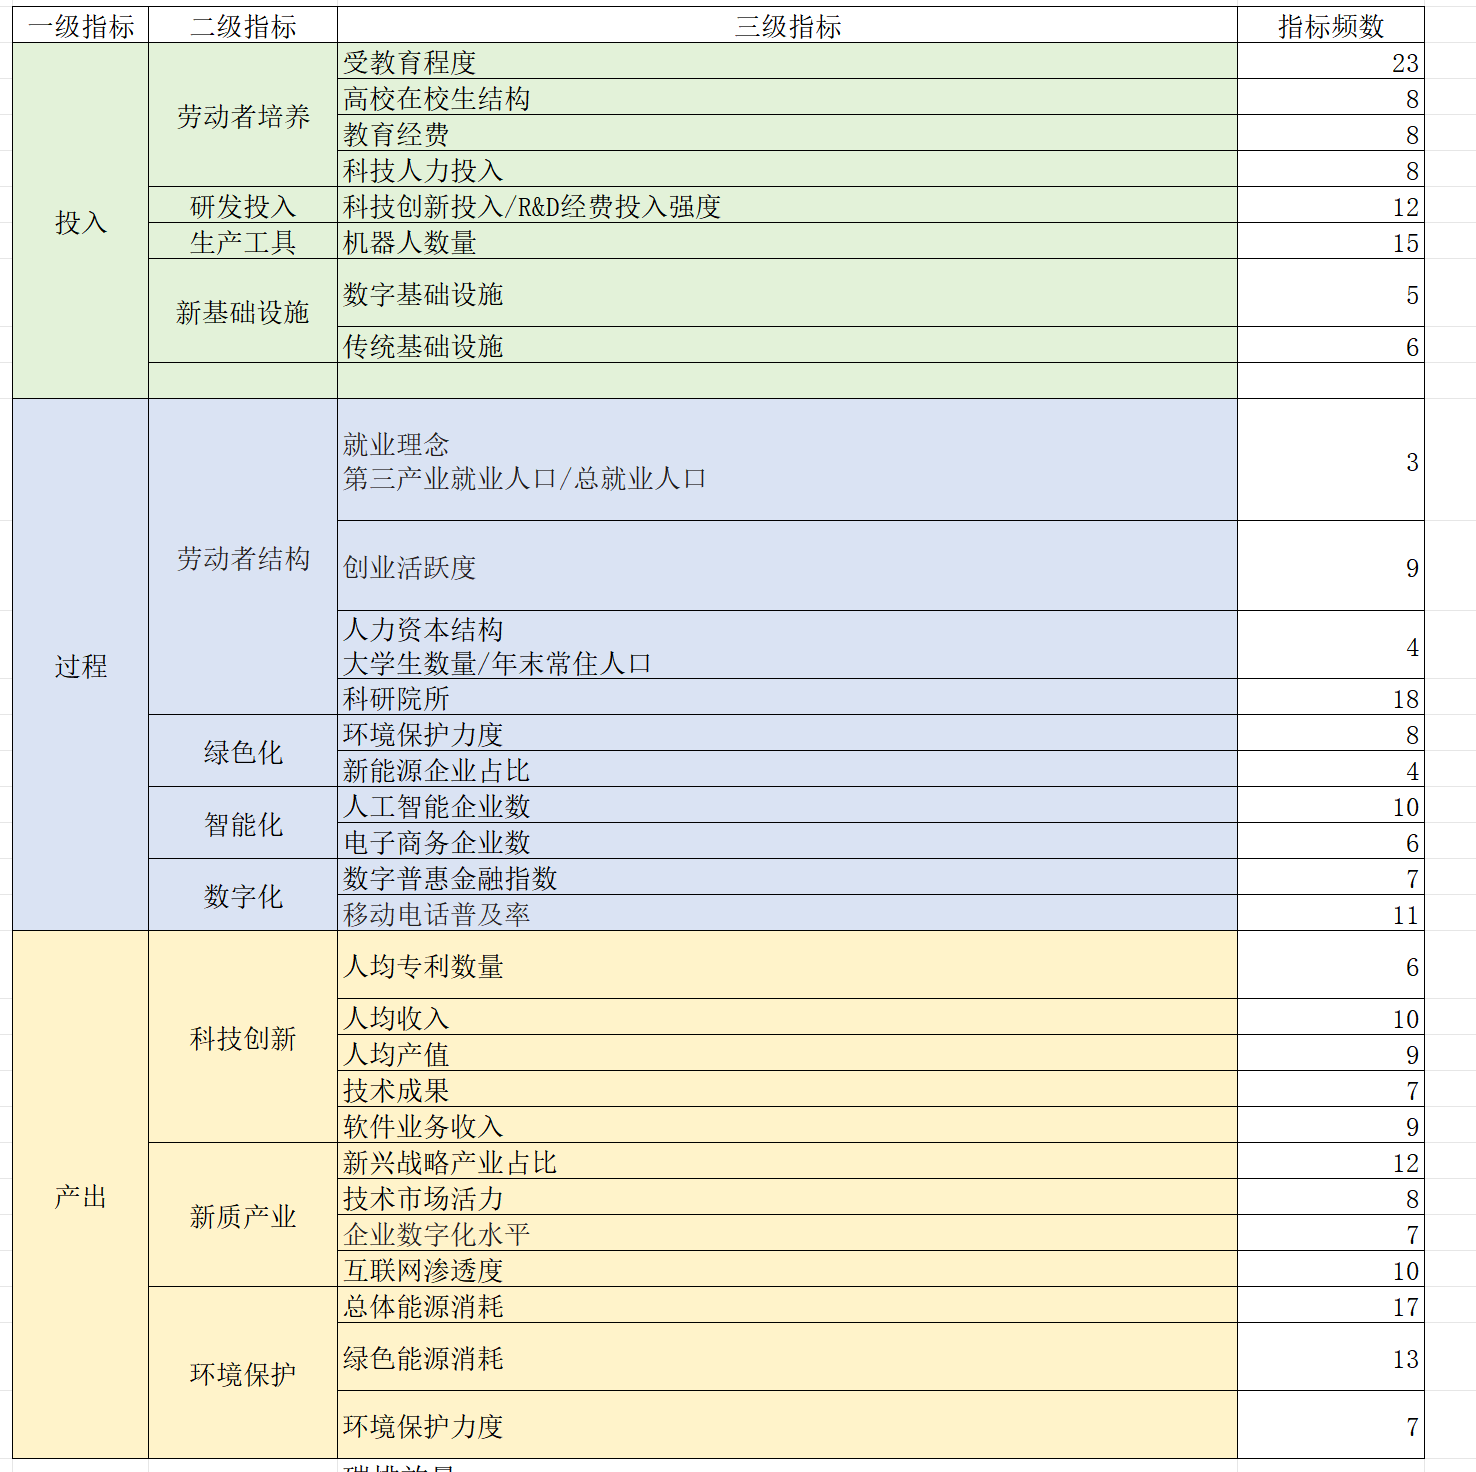 一级指标 二级指标 三级指标 指标频数
投入 劳动者培养 受教育程度 23
高校在校生结构 8
教育经费 8
科技人力投入 8
研发投入 科技创新投入/R&D经费投入强度 12
生产工具 机器人数量 15
新基础设施 数字基础设施 5
传统基础设施 6
过程 劳动者结构 就业理念
第三产业就业人口/总就业人口 3
创业活跃度 9
人力资本结构
大学生数量/年末常住人口 4
科研院所 18
绿色化 环境保护力度 8
新能源企业占比 4
智能化 人工智能企业数 10
电子商务企业数 6
数字化 数字普惠金融指数 7
移动电话普及率 11
产出 科技创新 人均专利数量 6
人均收入 10
人均产值 9
技术成果 7
软件业务收入 9
新质产业 新兴战略产业占比 12
技术市场活力 8
企业数字化水平 7
互联网渗透度 10
环境保护 总体能源消耗 17
绿色能源消耗 13
环境保护力度 7